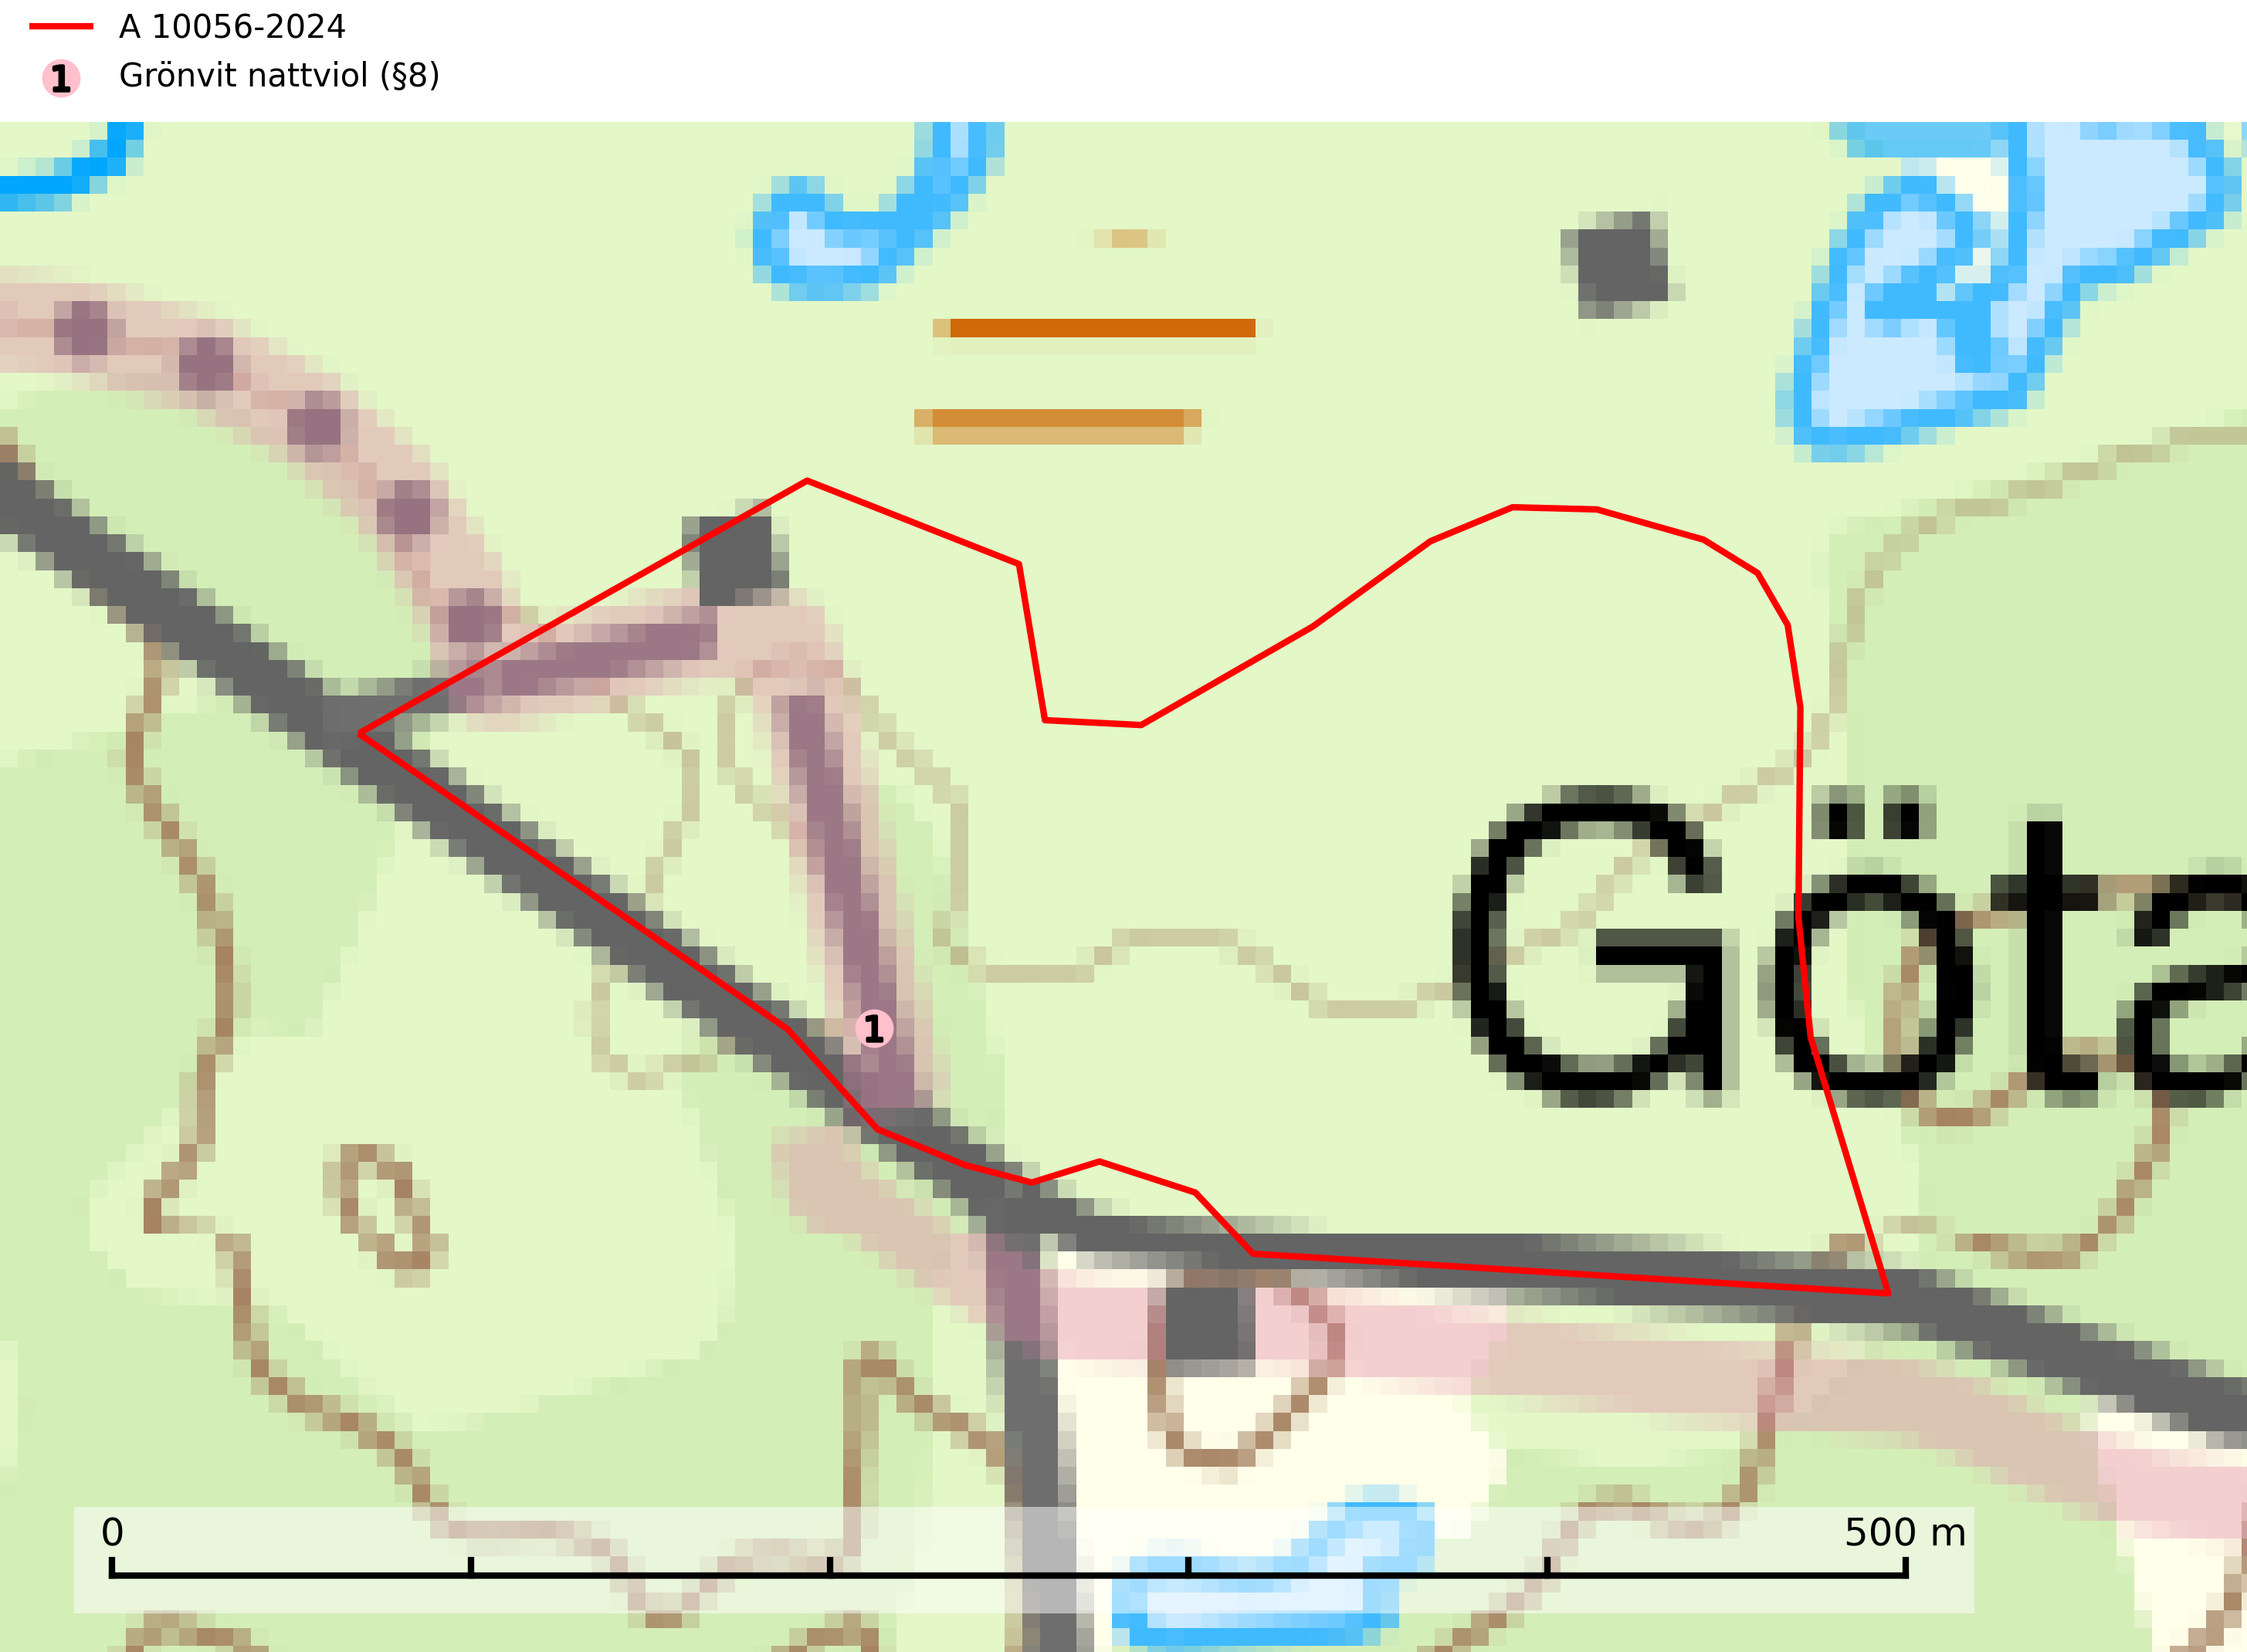 A 10056-2024
1 Grönvit nattviol (§8)
Göta
1
0 500 m